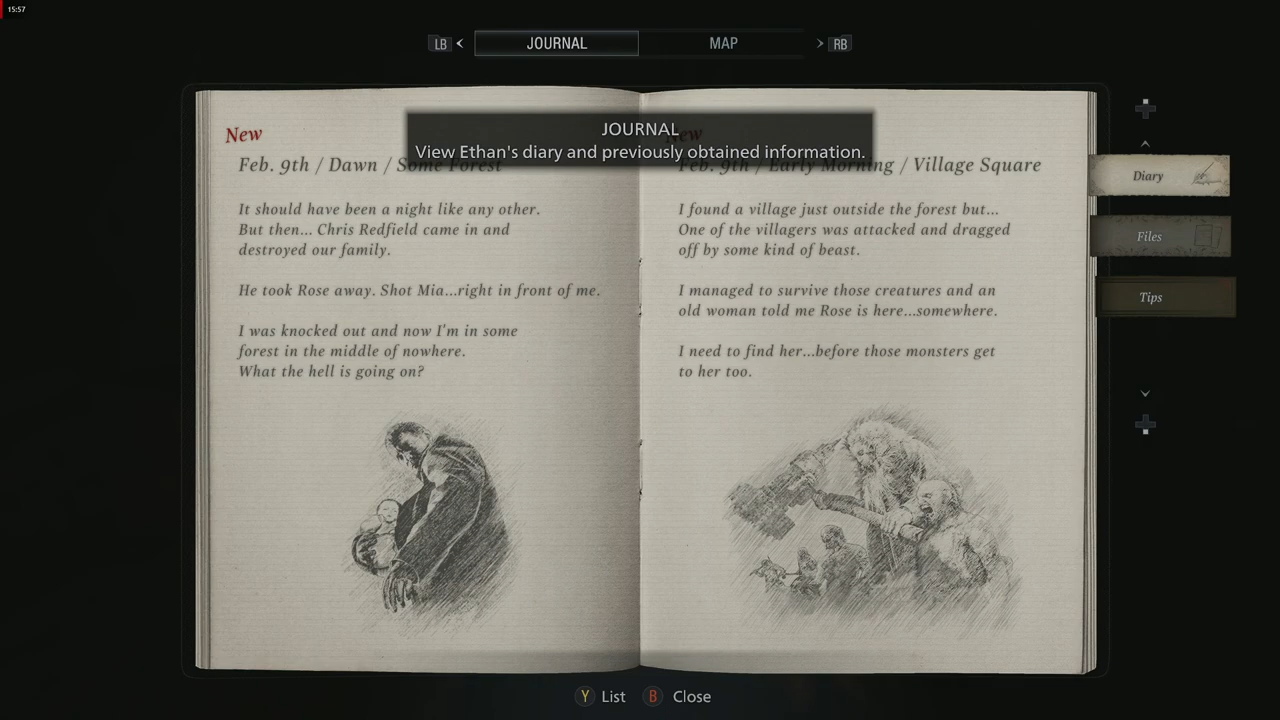 15:57
LB
JOURNAL
MAP
RB
JOURNAL
View Ethan's diary and previously obtained information.
New
Feb. 9th / Dawn / Some Forest
It should have been a night like any other.
But then... Chris Redfield came in and
destroyed our family.
He took Rose away. Shot Mia...right in front of me.
I was knocked out and now I'm in some
forest in the middle of nowhere.
What the hell is going on?
New
Feb. 9th / Early Morning / Village Square
I found a village just outside the forest but...
One of the villagers was attacked and dragged
off by some kind of beast.
I managed to survive those creatures and an
old woman told me Rose is here...somewhere.
I need to find her...before those monsters get
to her too.
Diary
Files
Tips
Y List B Close